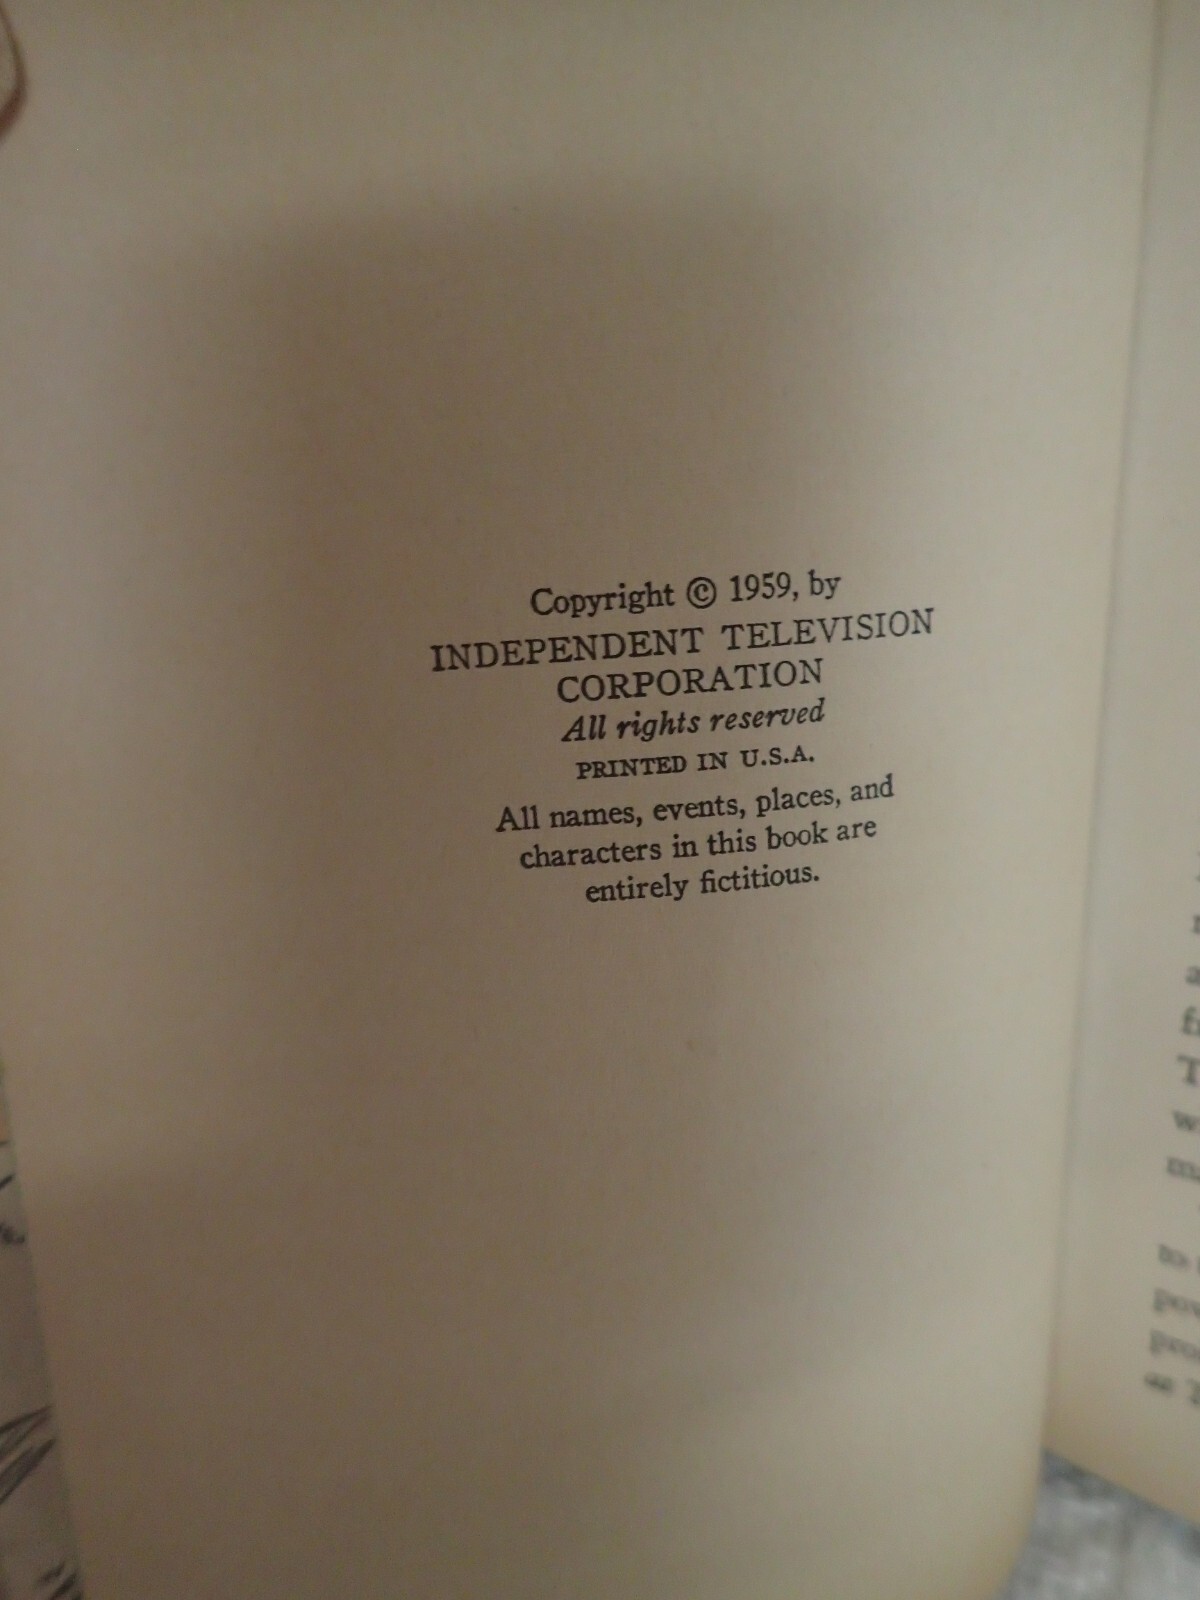 Copyright © 1959, by
INDEPENDENT TELEVISION
CORPORATION
All rights reserved
PRINTED IN U.S.A.
All names, events, places, and
characters in this book are
entirely fictitious.